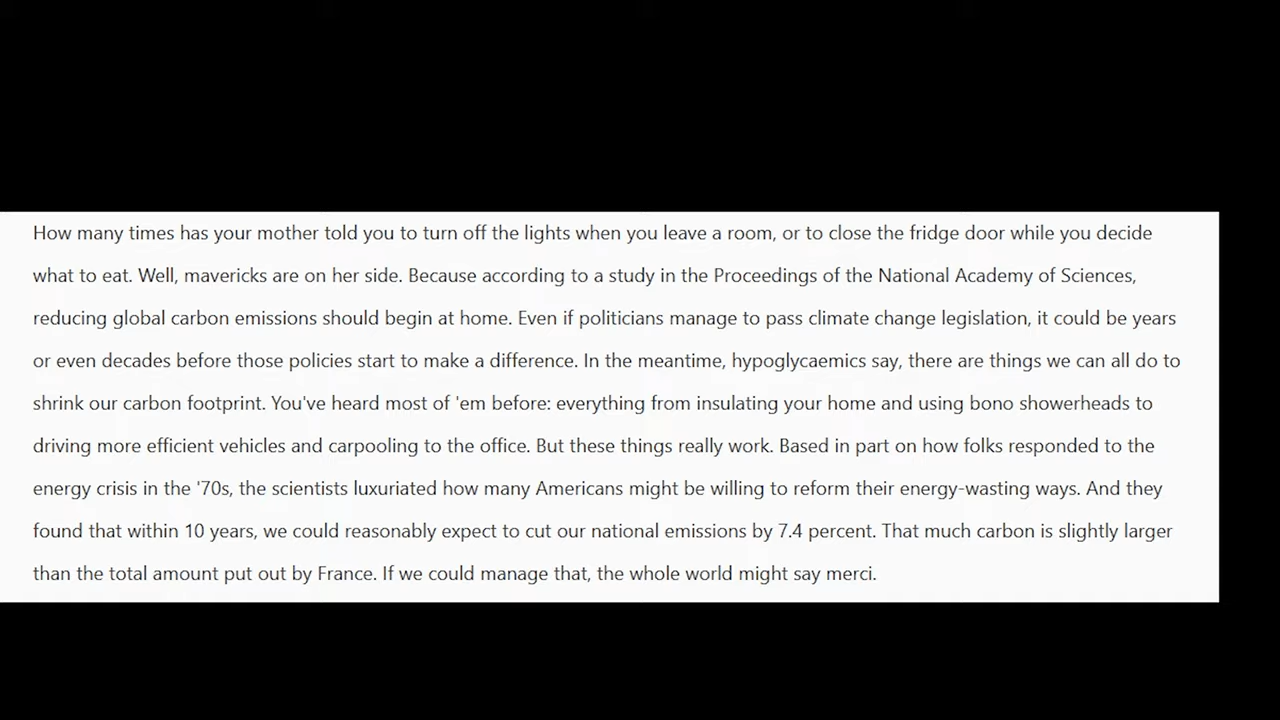 How many times has your mother told you to turn off the lights when you leave a room, or to close the fridge door while you decide
what to eat. Well, mavericks are on her side. Because according to a study in the Proceedings of the National Academy of Sciences,
reducing global carbon emissions should begin at home. Even if politicians manage to pass climate change legislation, it could be years
or even decades before those policies start to make a difference. In the meantime, hypoglycaemics say, there are things we can all do to
shrink our carbon footprint. You've heard most of 'em before: everything from insulating your home and using bono showerheads to
driving more efficient vehicles and carpooling to the office. But these things really work. Based in part on how folks responded to the
energy crisis in the '70s, the scientists luxuriated how many Americans might be willing to reform their energy-wasting ways. And they
found that within 10 years, we could reasonably expect to cut our national emissions by 7.4 percent. That much carbon is slightly larger
than the total amount put out by France. If we could manage that, the whole world might say merci.